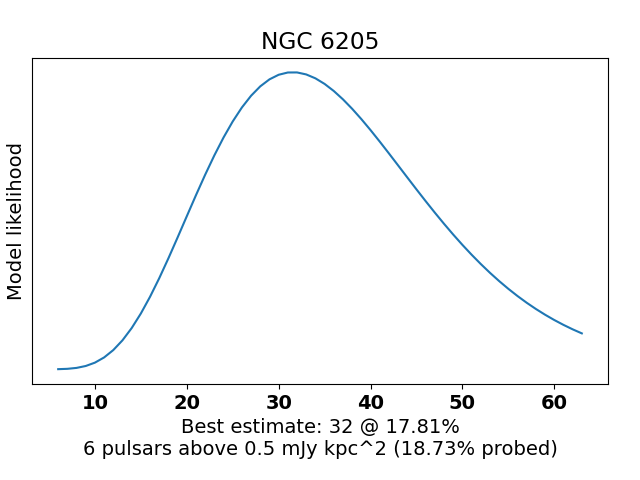 NGC 6205
Model likelihood
10 20 30 40 50 60
Best estimate: 32 @ 17.81%
6 pulsars above 0.5 mJy kpc^2 (18.73% probed)